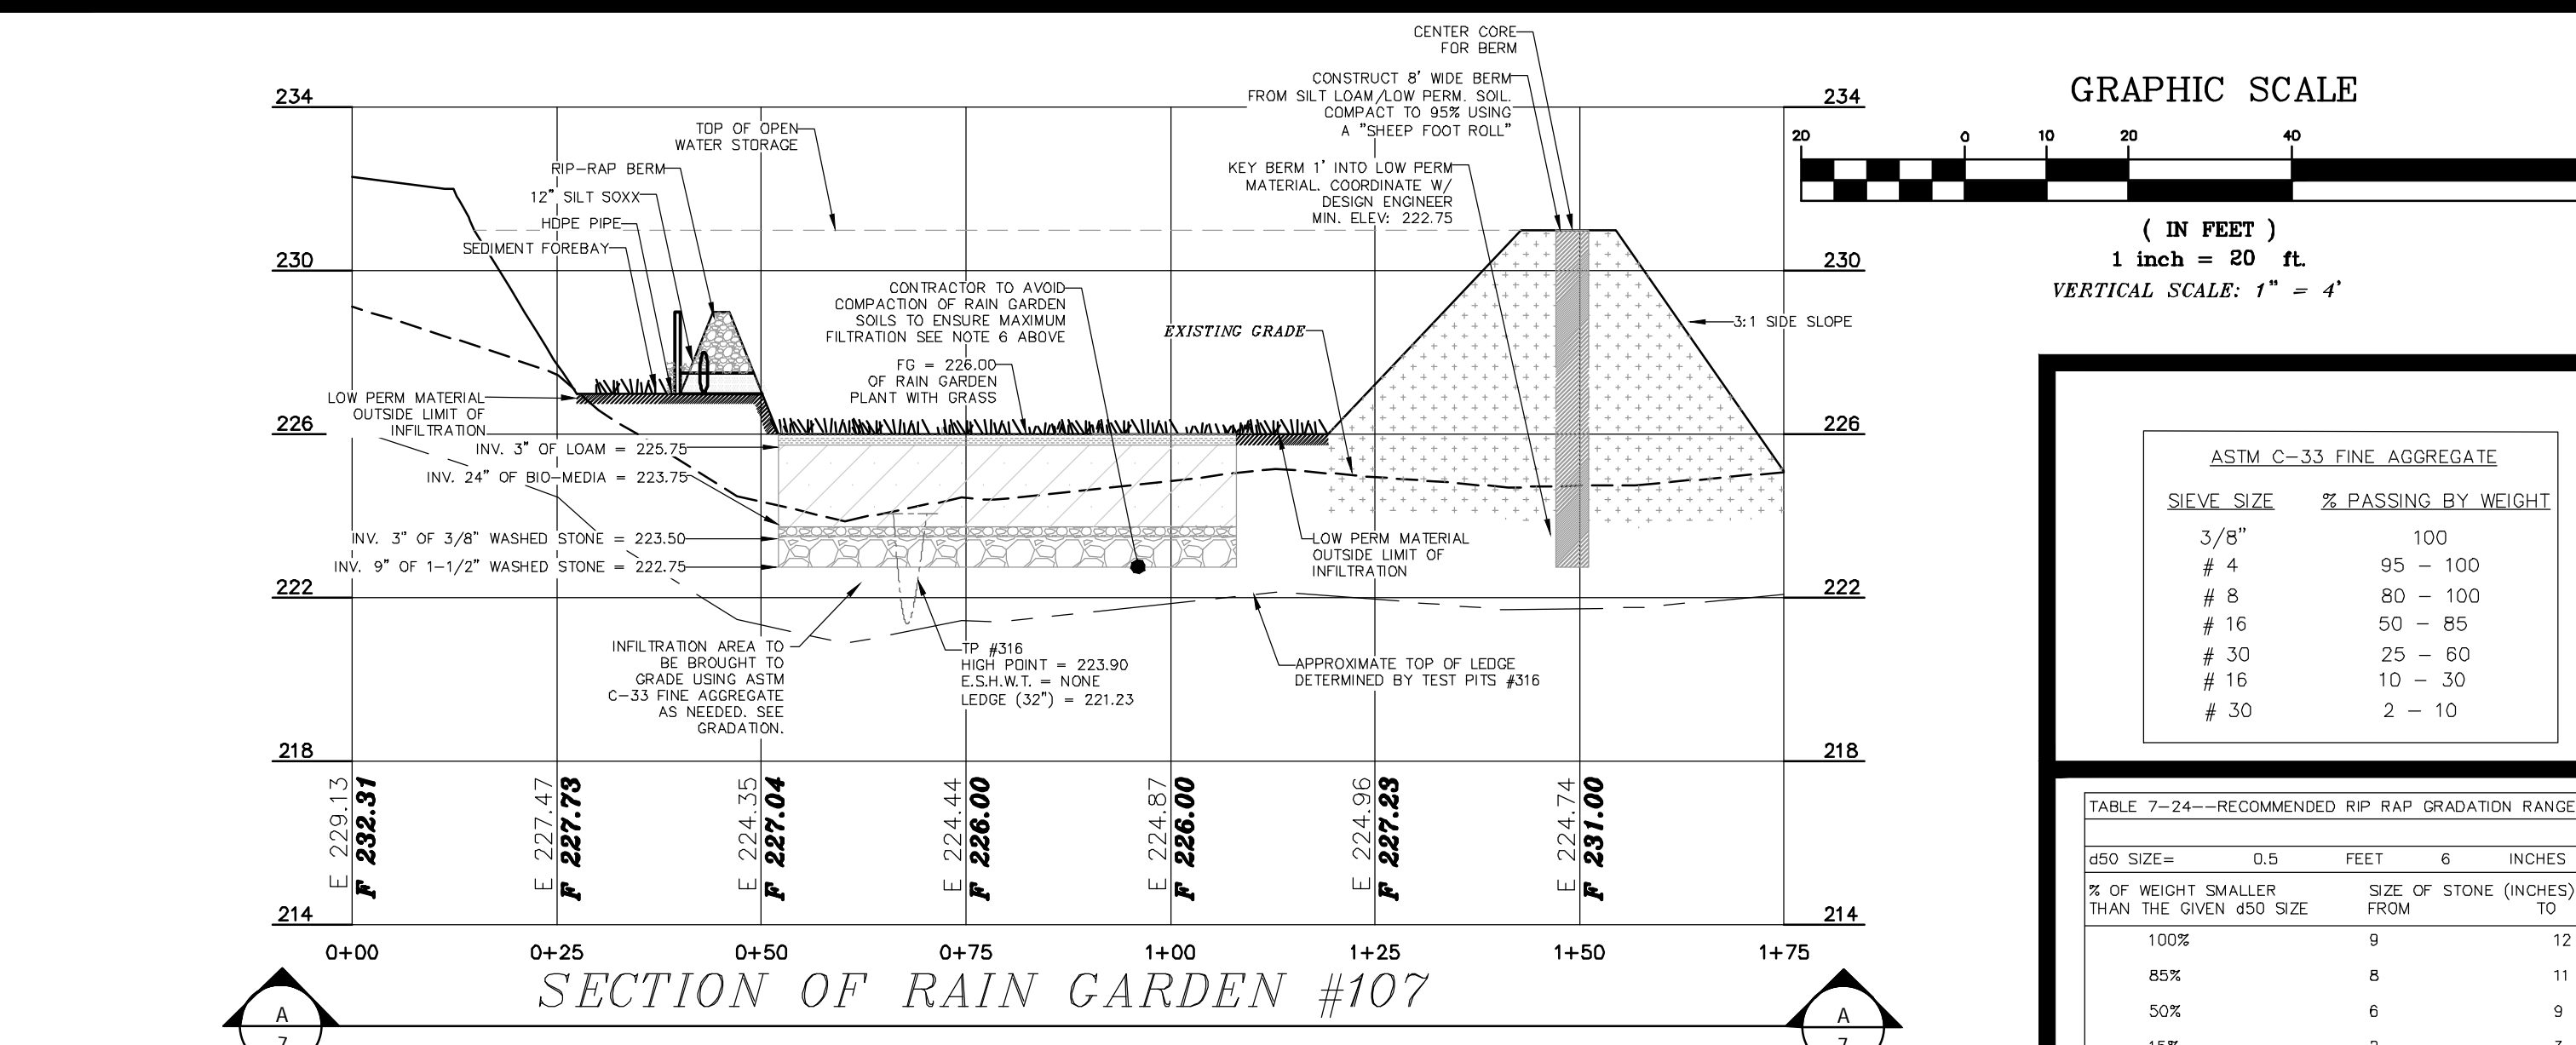 CENTER CORE
FOR BERM
CONSTRUCT 8' WIDE BERM
FROM SILT LOAM/LOW PERM. SOIL.
COMPACT TO 95% USING
A "SHEEP FOOT ROLL"
KEY BERM 1' INTO LOW PERM
MATERIAL. COORDINATE W/
DESIGN ENGINEER
MIN. ELEV: 222.75
234
230
226
222
218
214
TOP OF OPEN
WATER STORAGE
RIP-RAP BERM
12" SILT SOXX
HDPE PIPE
SEDIMENT FOREBAY
CONTRACTOR TO AVOID
COMPACTION OF RAIN GARDEN
SOILS TO ENSURE MAXIMUM
FILTRATION SEE NOTE 6 ABOVE
FG = 226.00
OF RAIN GARDEN
PLANT WITH GRASS
EXISTING GRADE
3:1 SIDE SLOPE
LOW PERM MATERIAL
OUTSIDE LIMIT OF
INFILTRATION
INV. 3" OF LOAM = 225.75
INV. 24" OF BIO-MEDIA = 223.75
INV. 3" OF 3/8" WASHED STONE = 223.50
INV. 9" OF 1-1/2" WASHED STONE = 222.75
LOW PERM MATERIAL
OUTSIDE LIMIT OF
INFILTRATION
INFILTRATION AREA TO
BE BROUGHT TO
GRADE USING ASTM
C-33 FINE AGGREGATE
AS NEEDED. SEE
GRADATION.
TP #316
HIGH POINT = 223.90
E.S.H.W.T. = NONE
LEDGE (32") = 221.23
APPROXIMATE TOP OF LEDGE
DETERMINED BY TEST PITS #316
234
230
226
222
218
214
E 229.13
F 232.31
E 227.47
F 227.73
E 224.35
F 227.04
E 224.44
F 226.00
E 224.87
F 226.00
E 224.96
F 227.23
E 224.74
F 231.00
0+00 0+25 0+50 0+75 1+00 1+25 1+50 1+75
SECTION OF RAIN GARDEN #107
A
7
A
7
GRAPHIC SCALE
20 0 10 20 40
( IN FEET )
1 inch = 20 ft.
VERTICAL SCALE: 1" = 4'
ASTM C-33 FINE AGGREGATE
SIEVE SIZE % PASSING BY WEIGHT
3/8" 100
# 4 95 - 100
# 8 80 - 100
# 16 50 - 85
# 30 25 - 60
# 16 10 - 30
# 30 2 - 10
TABLE 7-24--RECOMMENDED RIP RAP GRADATION RANGE
d50 SIZE= 0.5 FEET 6 INCHES
% OF WEIGHT SMALLER SIZE OF STONE (INCHES)
THAN THE GIVEN d50 SIZE FROM TO
100% 9 12
85% 8 11
50% 6 9